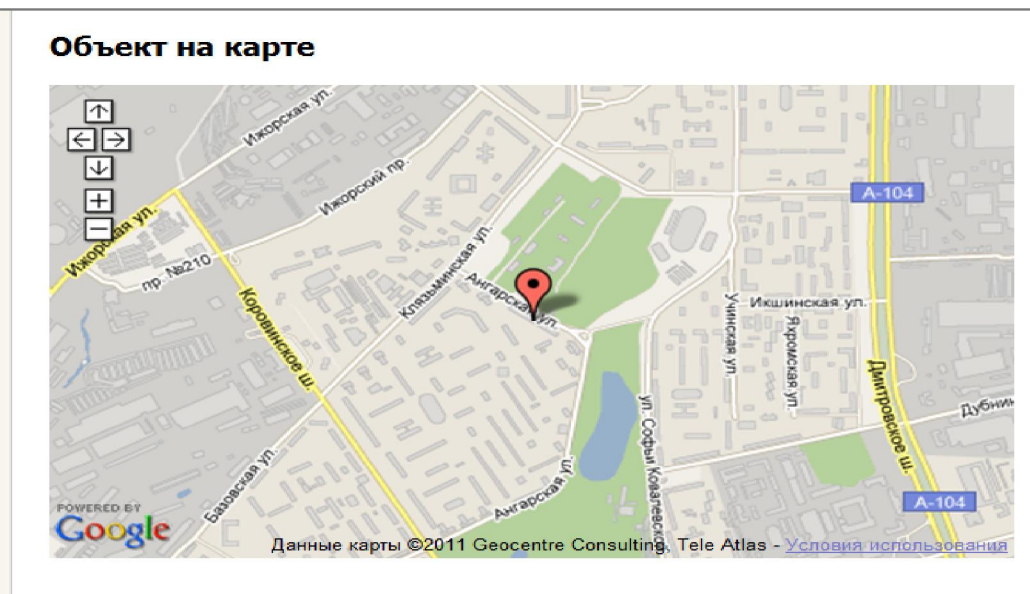 Объект на карте
Ижорская ул.
Ижорский пр.
А-104
Ижорская ул.
пр. №210
Клязьминская ул.
Ангарская ул.
Коровинское ш.
Учинская ул.
Икшинская ул.
Яхромская ул.
Дмитровское ш.
ул. Софьи Ковалевской
Дубнин
Базовская ул.
Ангарская ул.
А-104
POWERED BY
Google
Данные карты ©2011 Geocentre Consulting, Tele Atlas - Условия использования